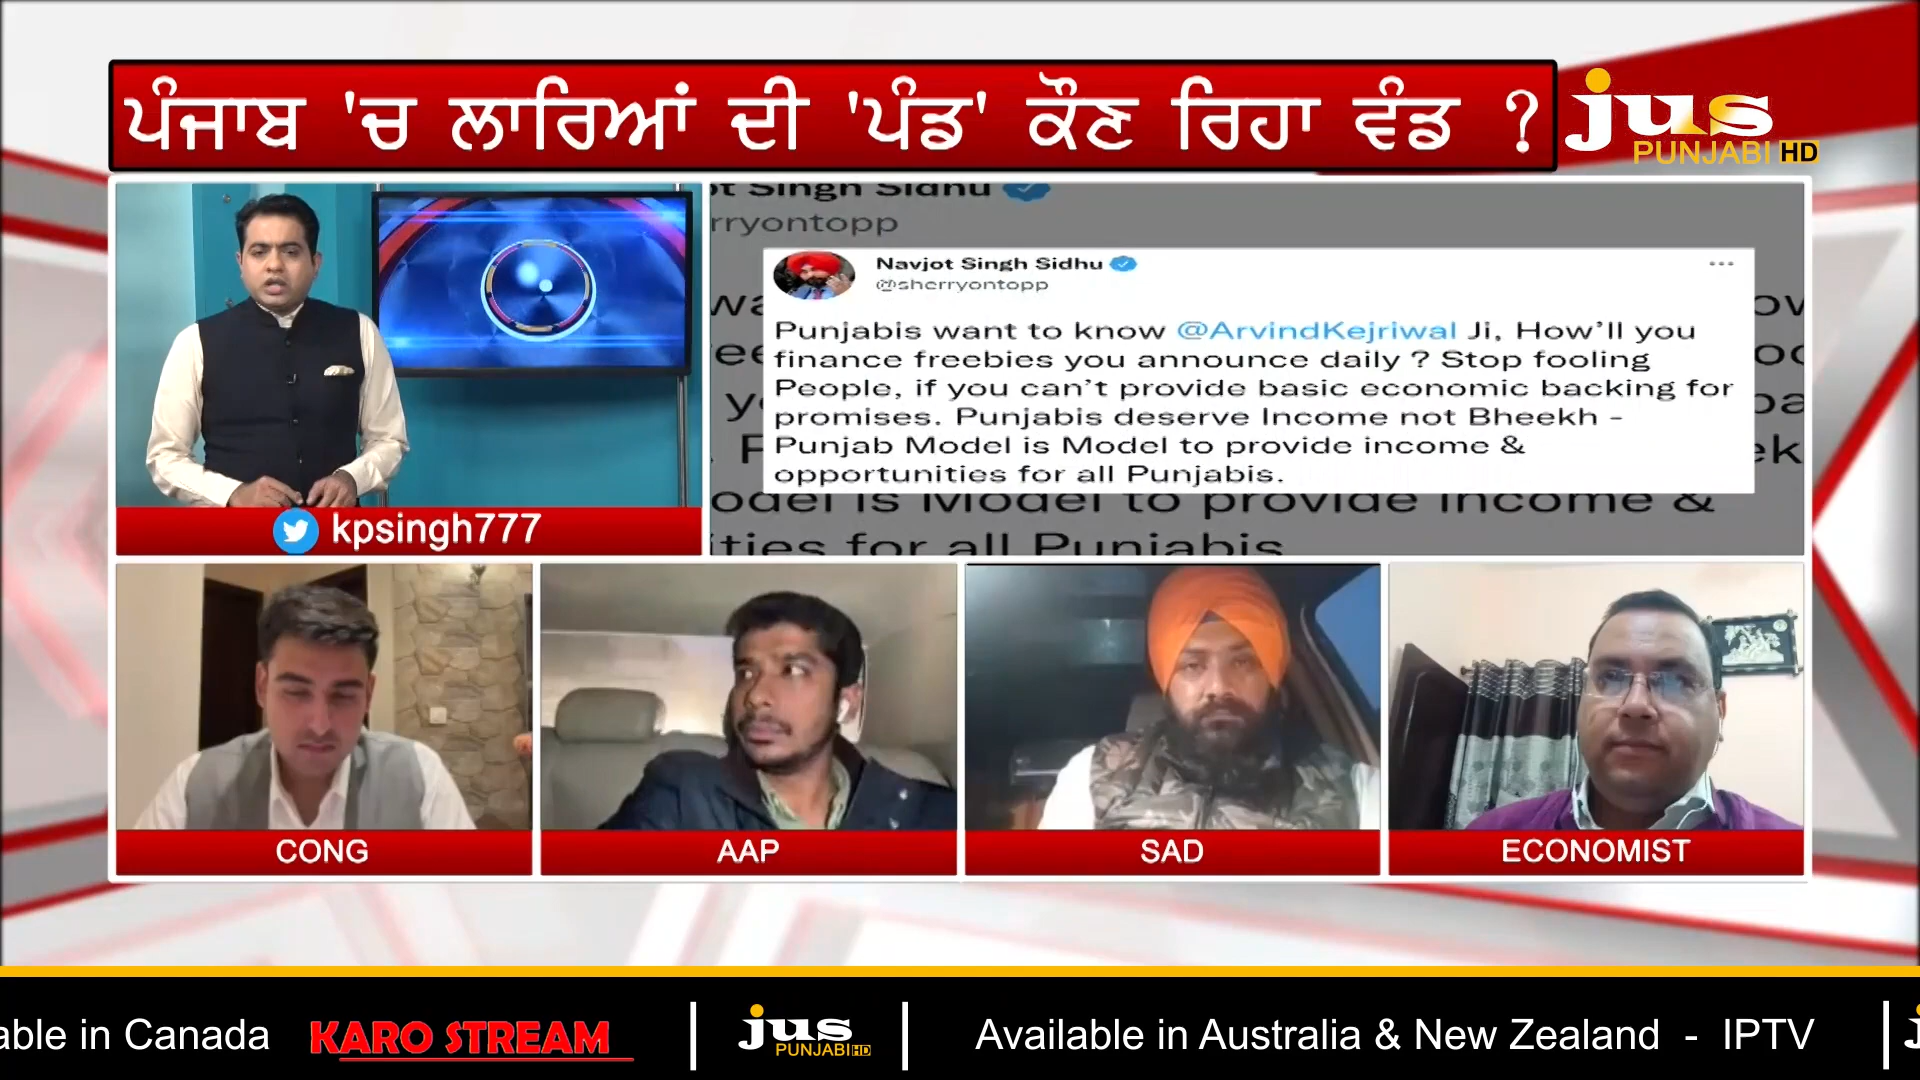 ਪੰਜਾਬ 'ਚ ਲਾਰਿਆਂ ਦੀ 'ਪੰਡ' ਕੌਣ ਰਿਹਾ ਵੰਡ ?
jus
PUNJABI HD
ot Singh Sidhu
rryontopp
Navjot Singh Sidhu
@sherryontopp
Punjabis want to know @ArvindKejriwal Ji, How'll you
finance freebies you announce daily ? Stop fooling
People, if you can't provide basic economic backing for
promises. Punjabis deserve Income not Bheekh -
Punjab Model is Model to provide income &
opportunities for all Punjabis.
odel is Model to provide income &
ities for all Punjabis
kpsingh777
CONG
AAP
SAD
ECONOMIST
able in Canada KARO STREAM | jus PUNJABI HD | Available in Australia & New Zealand - IPTV |